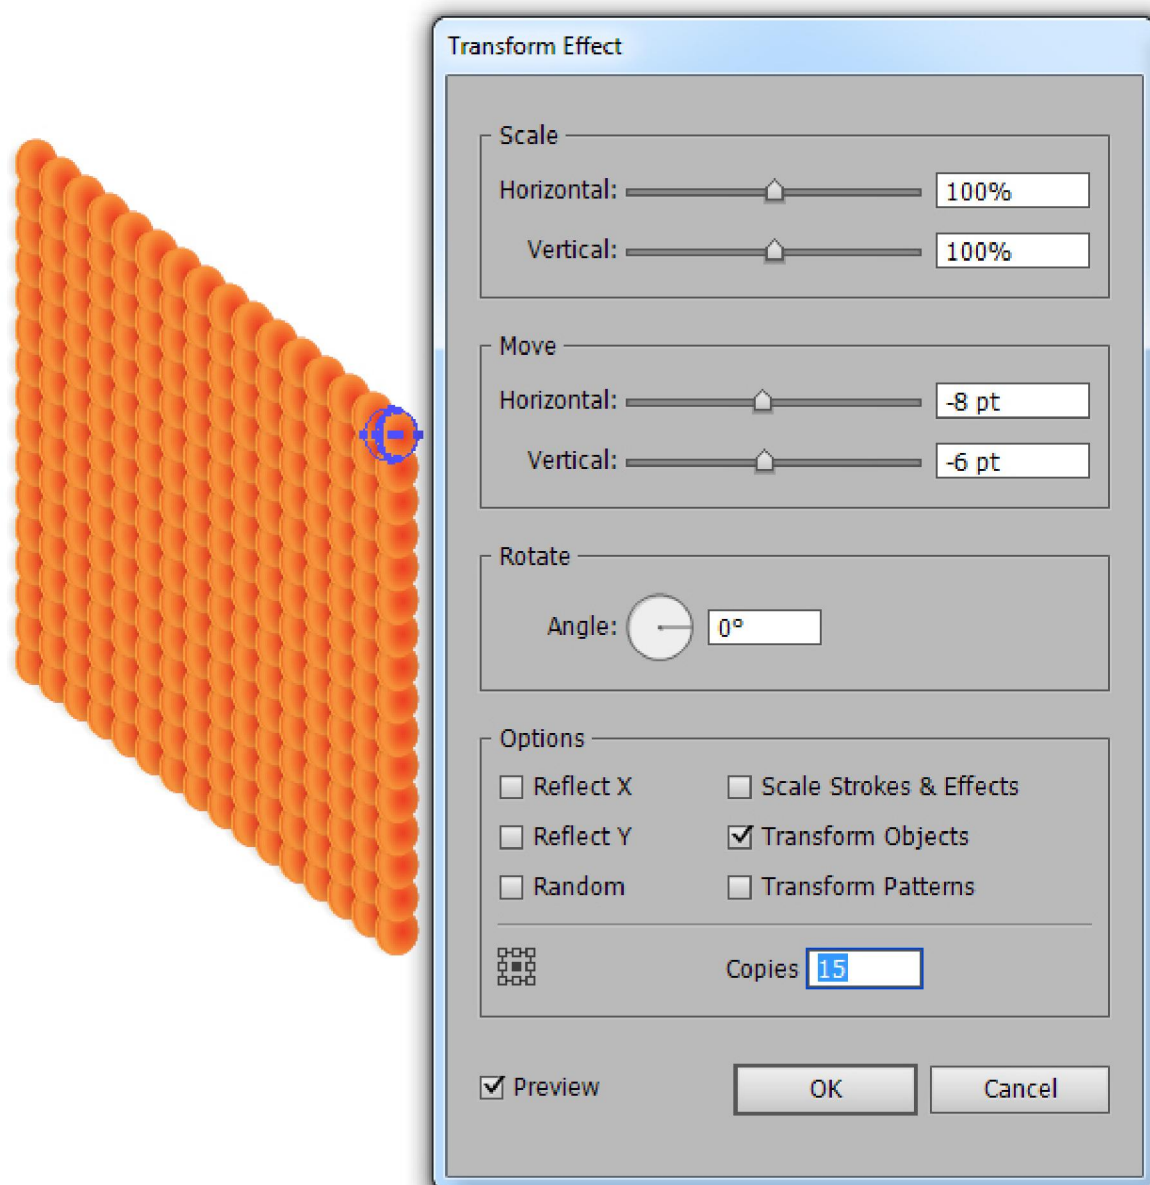 Transform Effect
Scale
Horizontal: 100%
Vertical: 100%
Move
Horizontal: -8 pt
Vertical: -6 pt
Rotate
Angle: 0°
Options
Reflect X Scale Strokes & Effects
Reflect Y Transform Objects
Random Transform Patterns
Copies 15
Preview OK Cancel